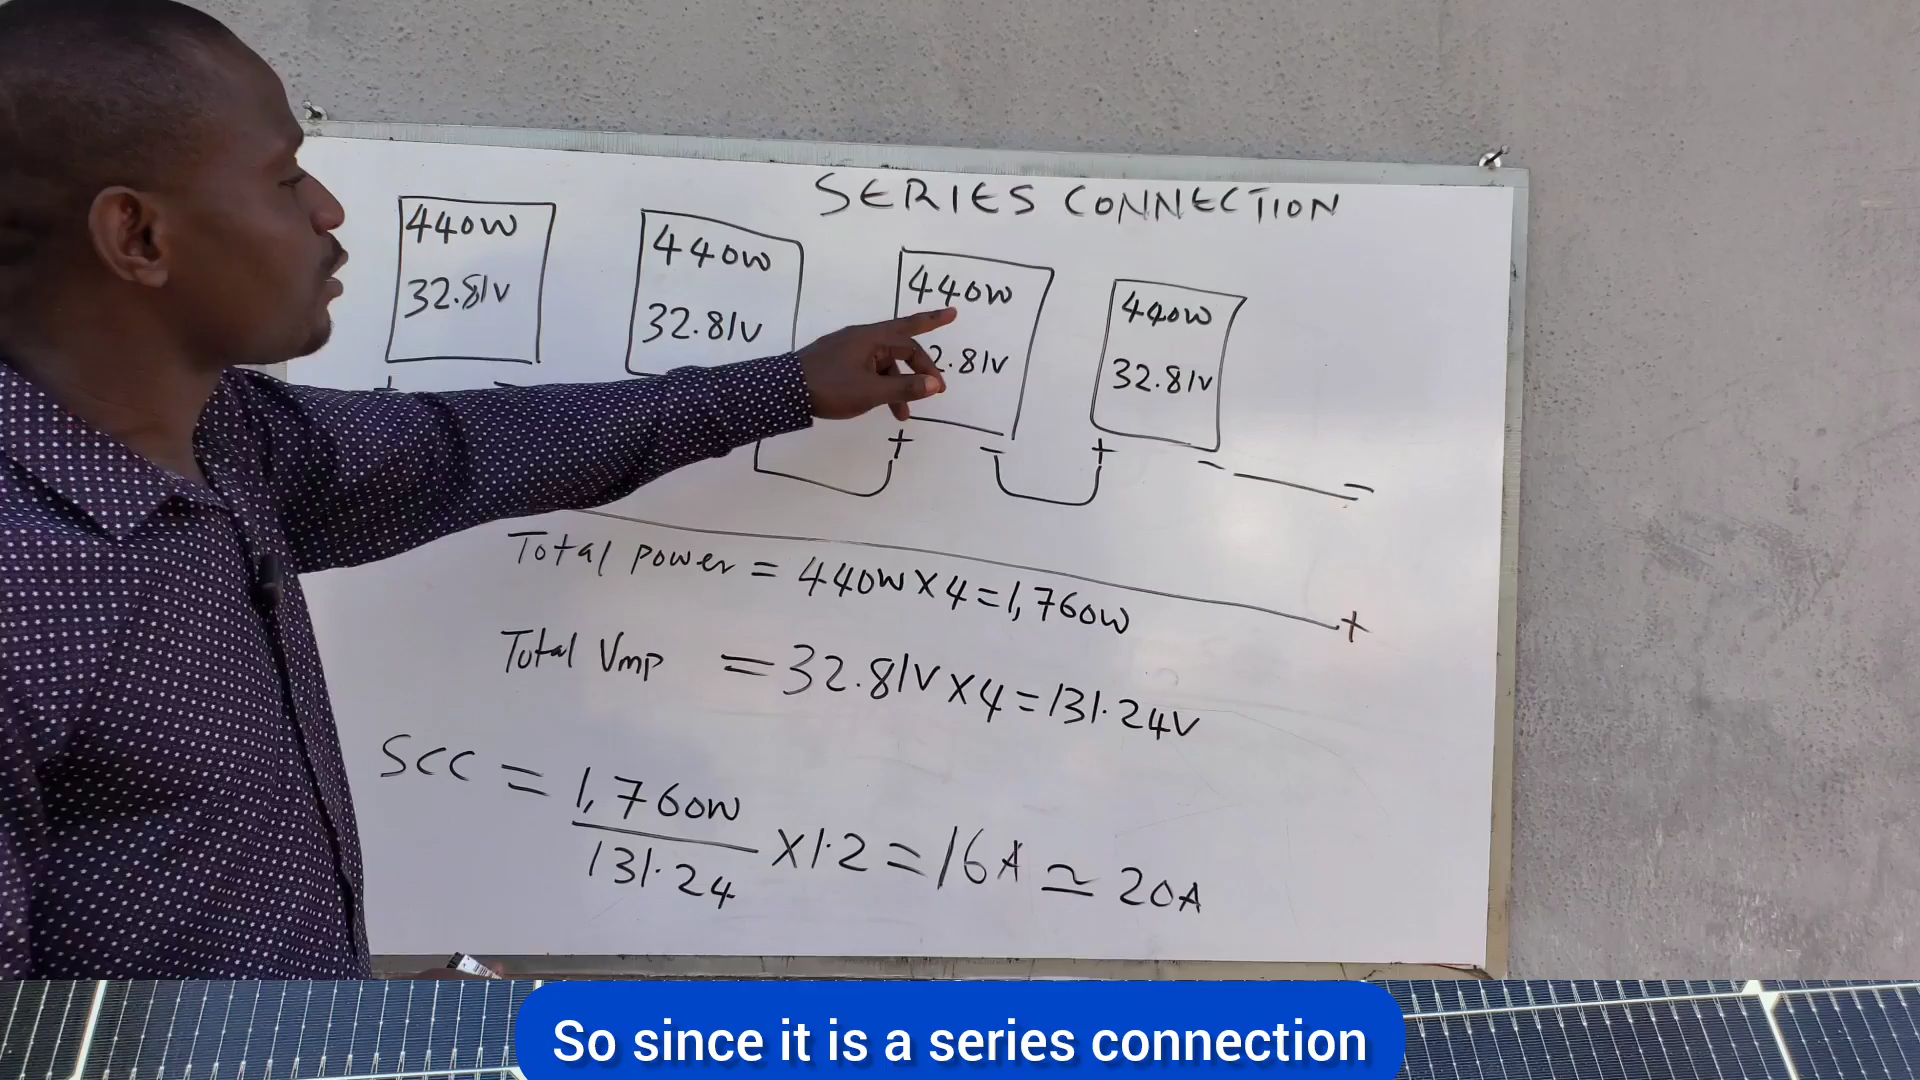 SERIES CONNECTION
440W
32.81V
440W
32.81V
440W
2.81V
440W
32.81V
+ - + - + -
-
+
Total power = 440W X 4 = 1,760W
Total Vmp = 32.81V X 4 = 131.24V
SCC = 1,760W
131.24
X 1.2 = 16A ≃ 20A
So since it is a series connection